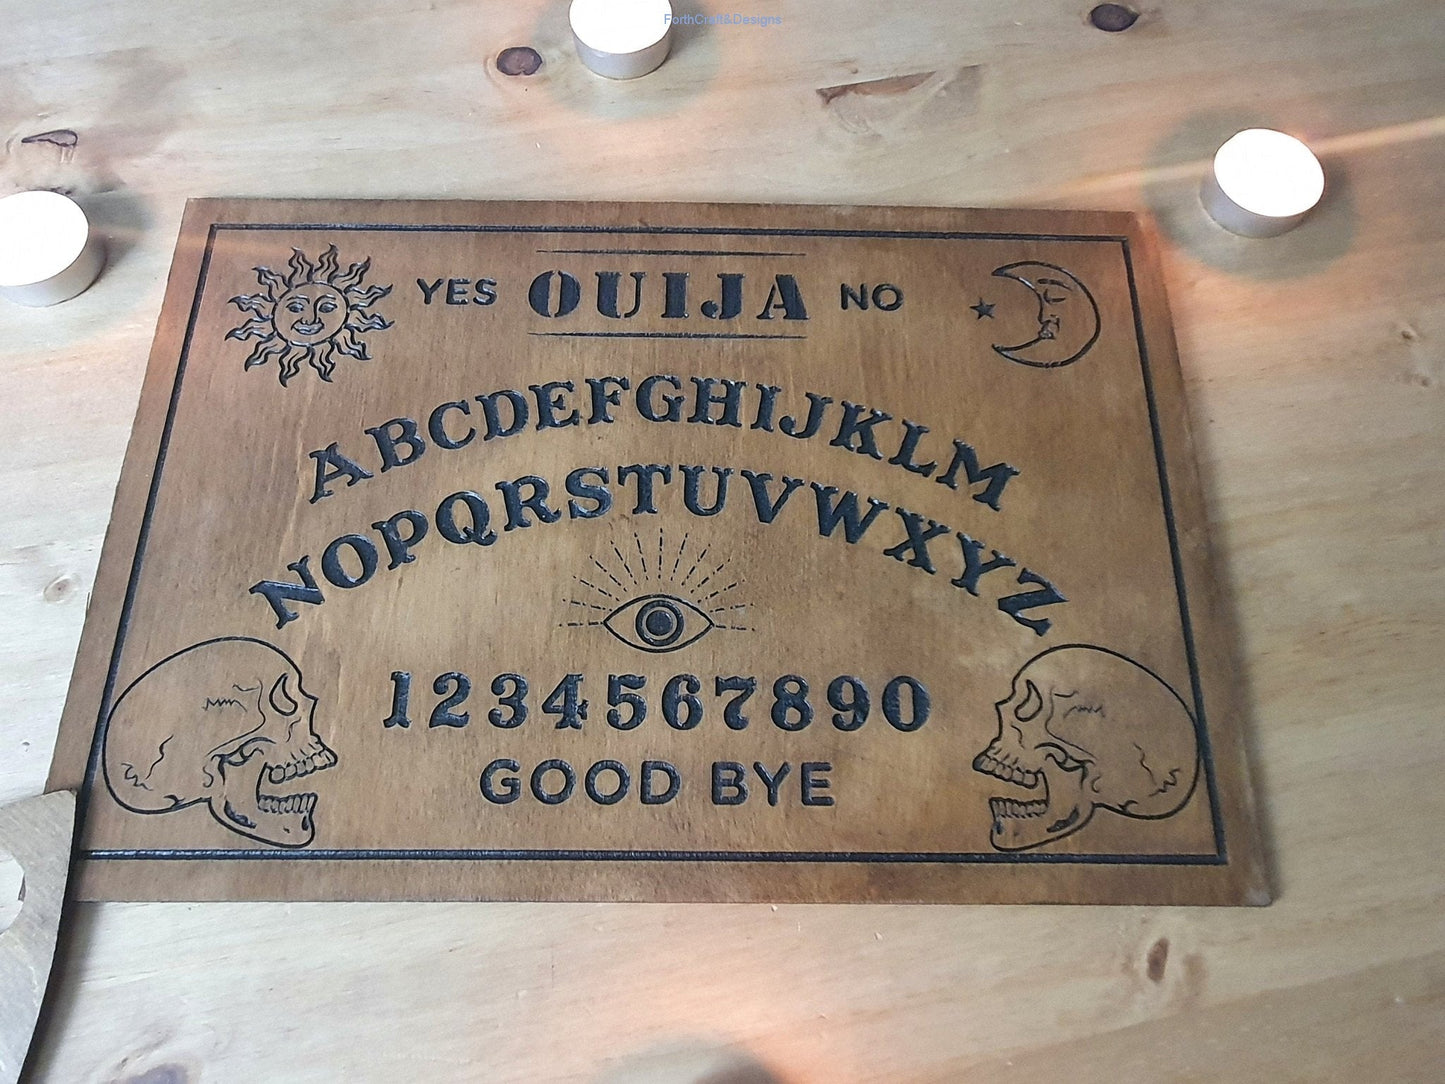 ForthCraft&Designs
YES OUIJA NO
ABCDEFGHIJKLM
NOPQRSTUVWXYZ
1234567890
GOOD BYE